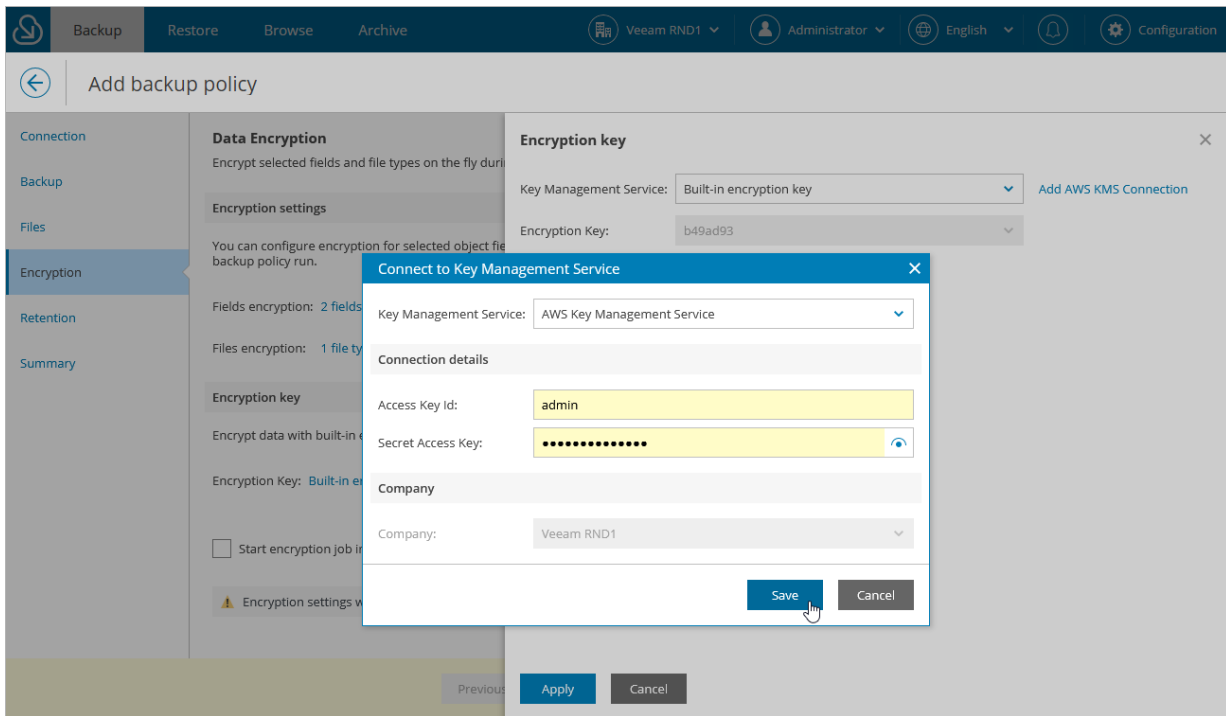 Backup Restore Browse Archive Veeam RND1 Administrator English Configuration
Add backup policy
Connection
Backup
Files
Encryption
Retention
Summary
Data Encryption
Encrypt selected fields and file types on the fly duri
Encryption settings
You can configure encryption for selected object fie
backup policy run.
Fields encryption: 2 fields
Files encryption: 1 file ty
Encryption key
Encrypt data with built-in e
Encryption Key: Built-in en
Start encryption job in
Encryption settings w
Previous
Encryption key
Key Management Service: Built-in encryption key Add AWS KMS Connection
Encryption Key: b49ad93
Connect to Key Management Service
Key Management Service: AWS Key Management Service
Connection details
Access Key Id: admin
Secret Access Key: ••••••••••••••
Company
Company: Veeam RND1
Save Cancel
Apply Cancel